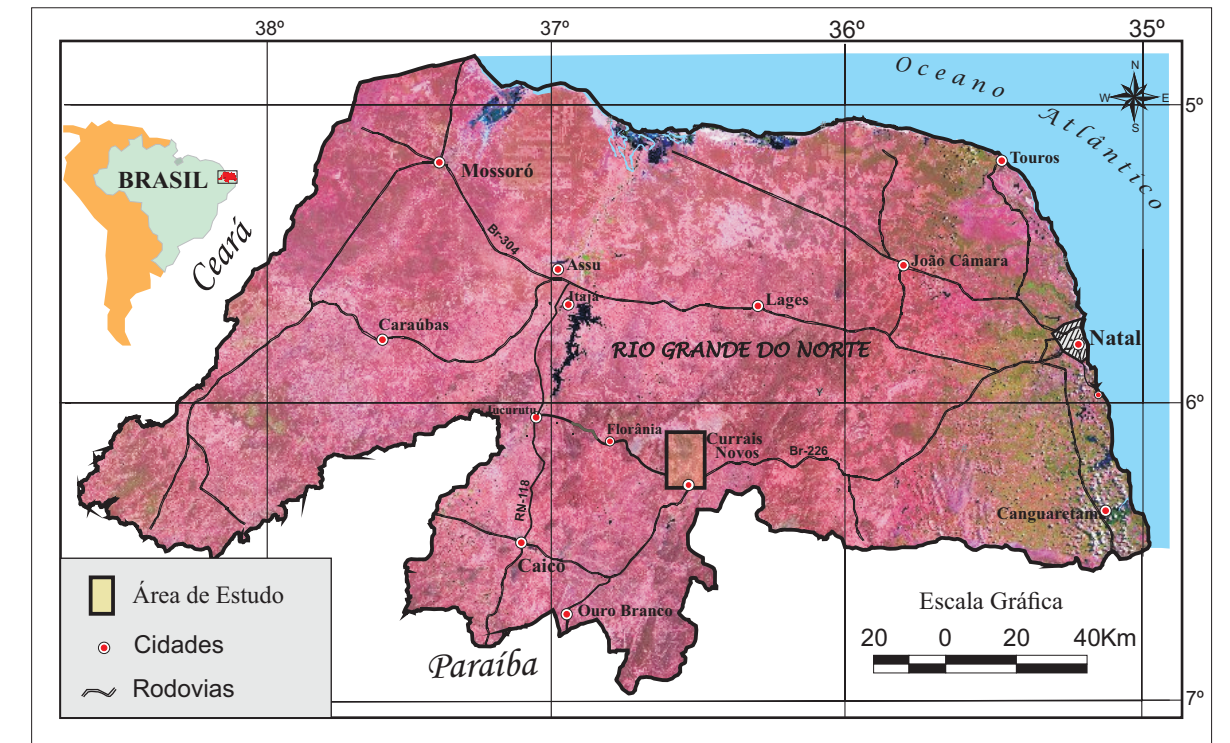 38º 37º 36º 35º
Oceano Atlântico
N
W E
S
5º
BRASIL
Ceará
Mossoró
Touros
Br-304
Assu
João Câmara
Itajá
Lages
Caraúbas
RIO GRANDE DO NORTE
Natal
6º
Jucurutu
Florânia
Currais
Novos
Br-226
RN-118
Canguaretama
Caicó
Ouro Branco
Paraíba
Área de Estudo
Cidades
Rodovias
Escala Gráfica
20 0 20 40Km
7º